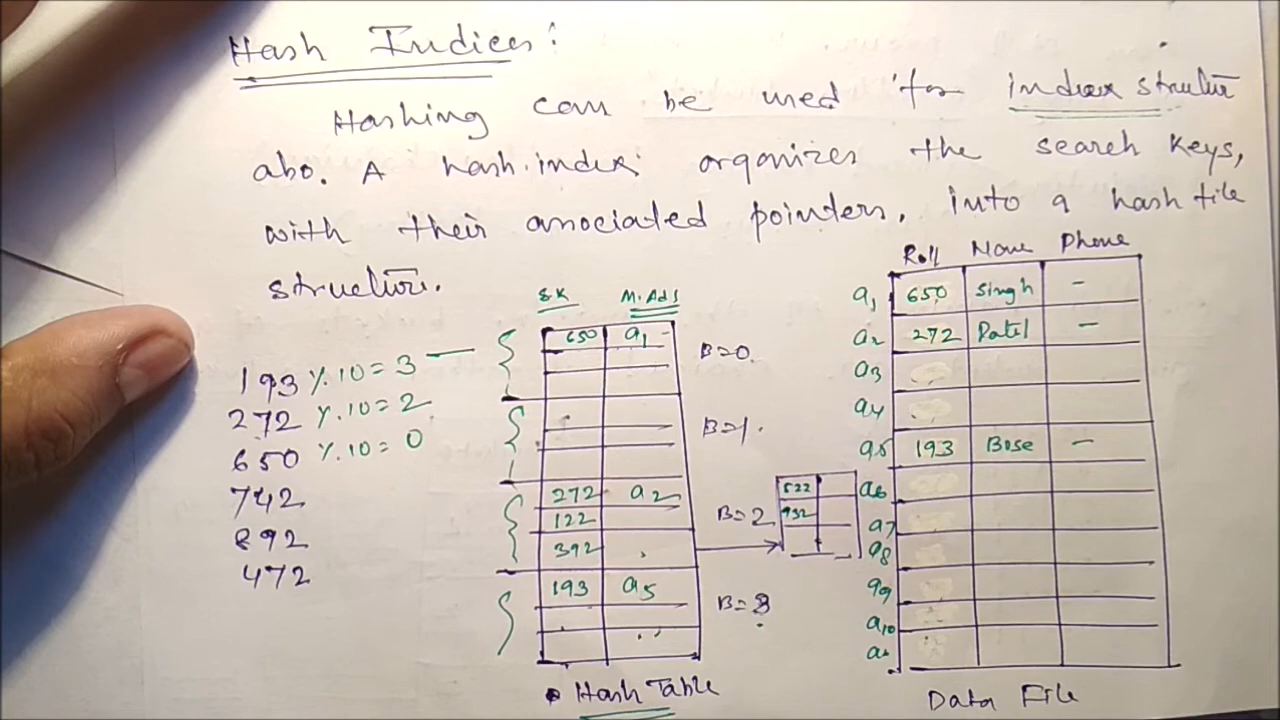 Hash Indices:
Hashing can be used for index structure
also. A hash index organizes the search keys,
with their associated pointers, into a hash file
structure.
193 % 10 = 3
272 % 10 = 2
650 % 10 = 0
742
892
472
S.K M. Ads
650 a1
B=0
B=1
272 a2
122
392
B=2
193 a5
B=3
Hash Table
522
932
Roll Name Phone
a1 650 Singh -
a2 272 Patel -
a3
a4
a5 193 Bose -
a6
a7
a8
a9
a10
Data File